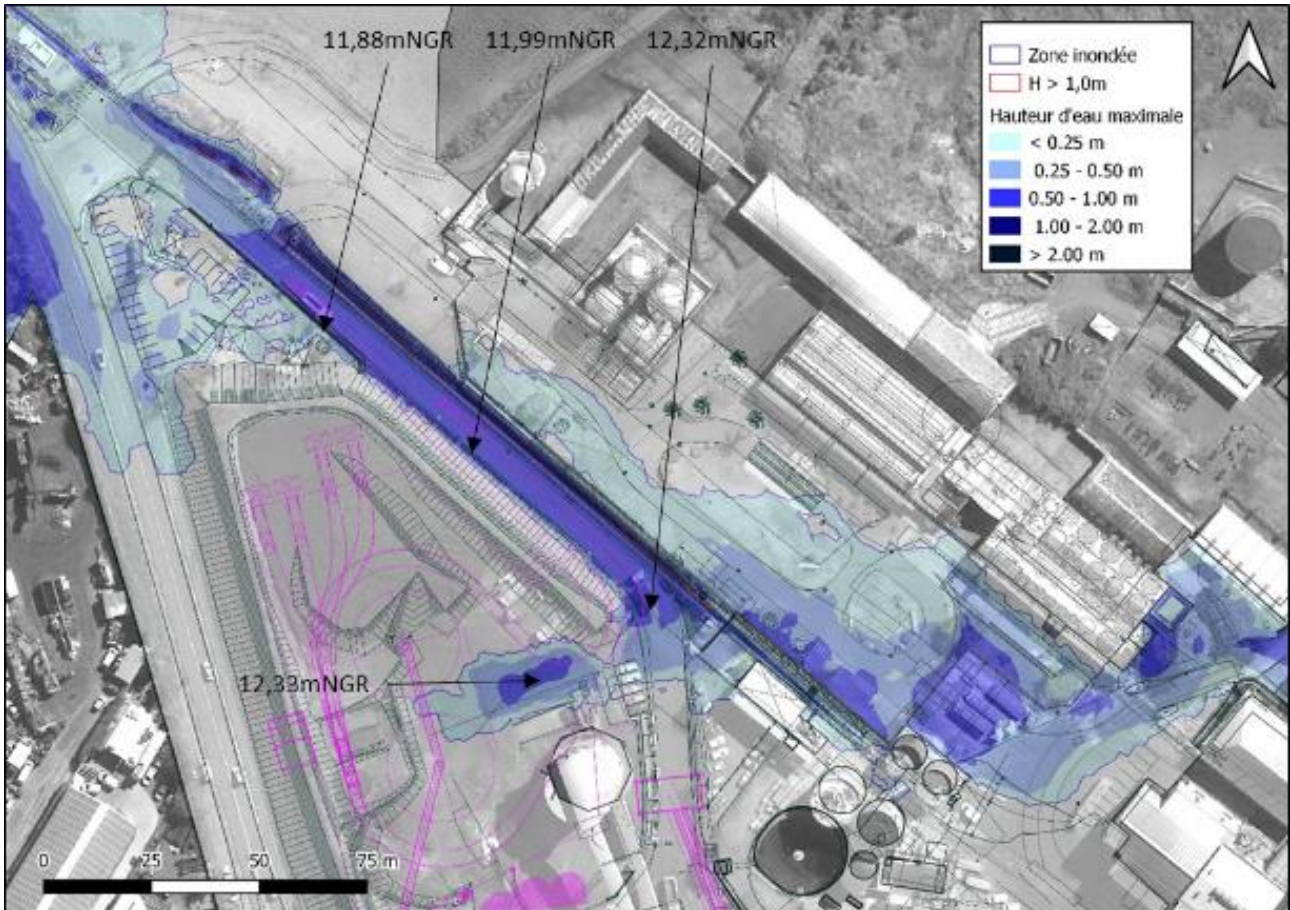 11,88mNGR
11,99mNGR
12,32mNGR
Zone inondée
H > 1,0m
Hauteur d'eau maximale
< 0.25 m
0.25 - 0.50 m
0.50 - 1.00 m
1.00 - 2.00 m
> 2.00 m
12,33mNGR
0 25 50 75 m